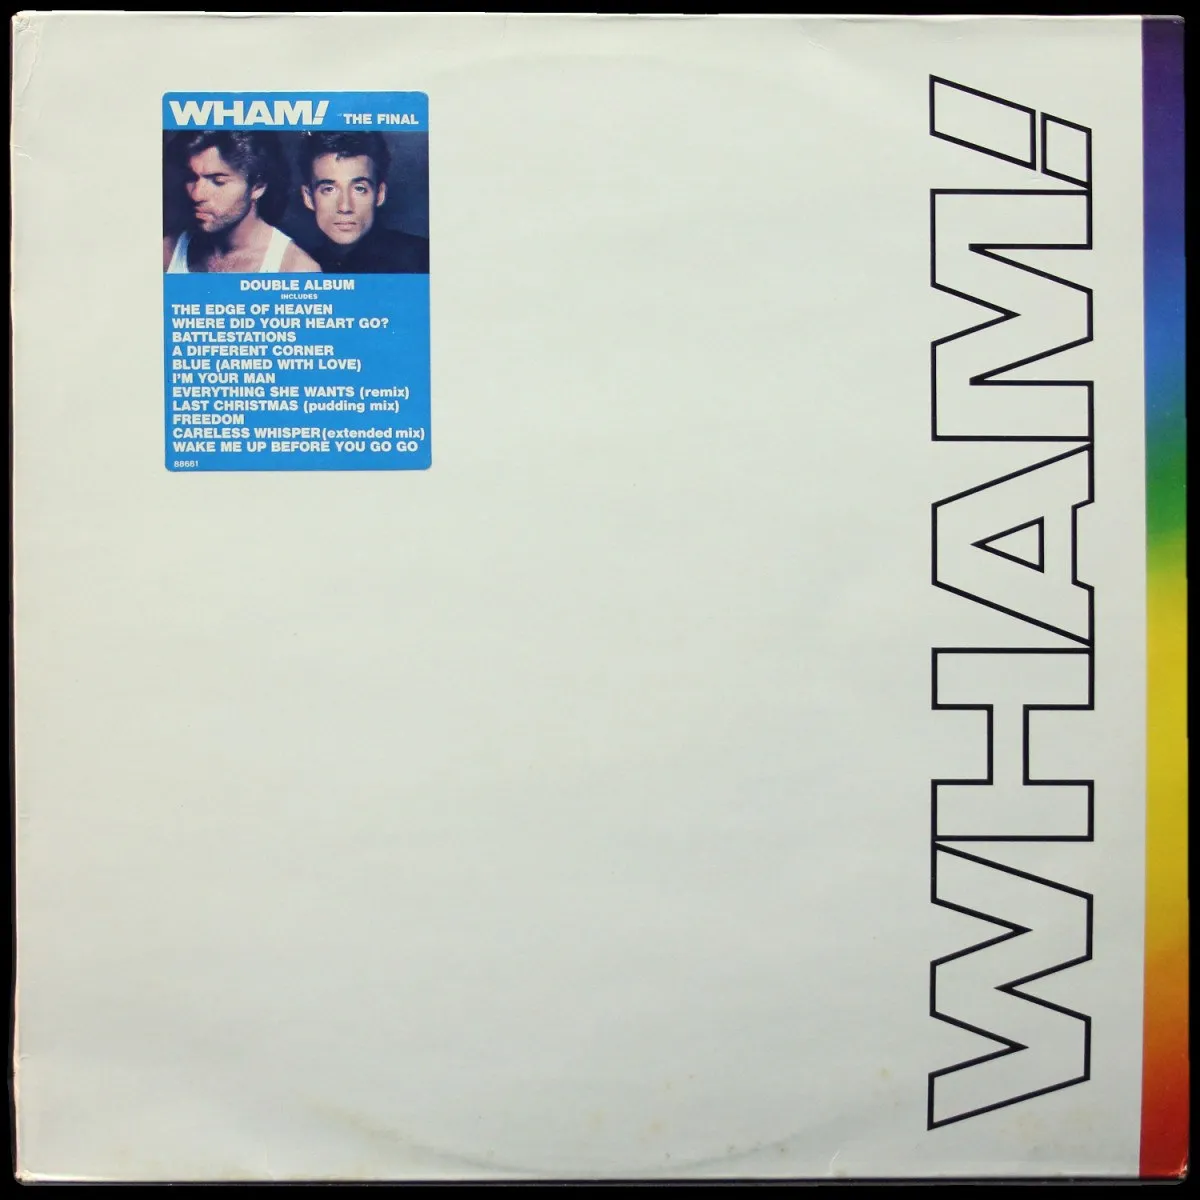 WHAM! THE FINAL
DOUBLE ALBUM
INCLUDES
THE EDGE OF HEAVEN
WHERE DID YOUR HEART GO?
BATTLESTATIONS
A DIFFERENT CORNER
BLUE (ARMED WITH LOVE)
I'M YOUR MAN
EVERYTHING SHE WANTS (remix)
LAST CHRISTMAS (pudding mix)
FREEDOM
CARELESS WHISPER (extended mix)
WAKE ME UP BEFORE YOU GO GO
88681
WHAM!